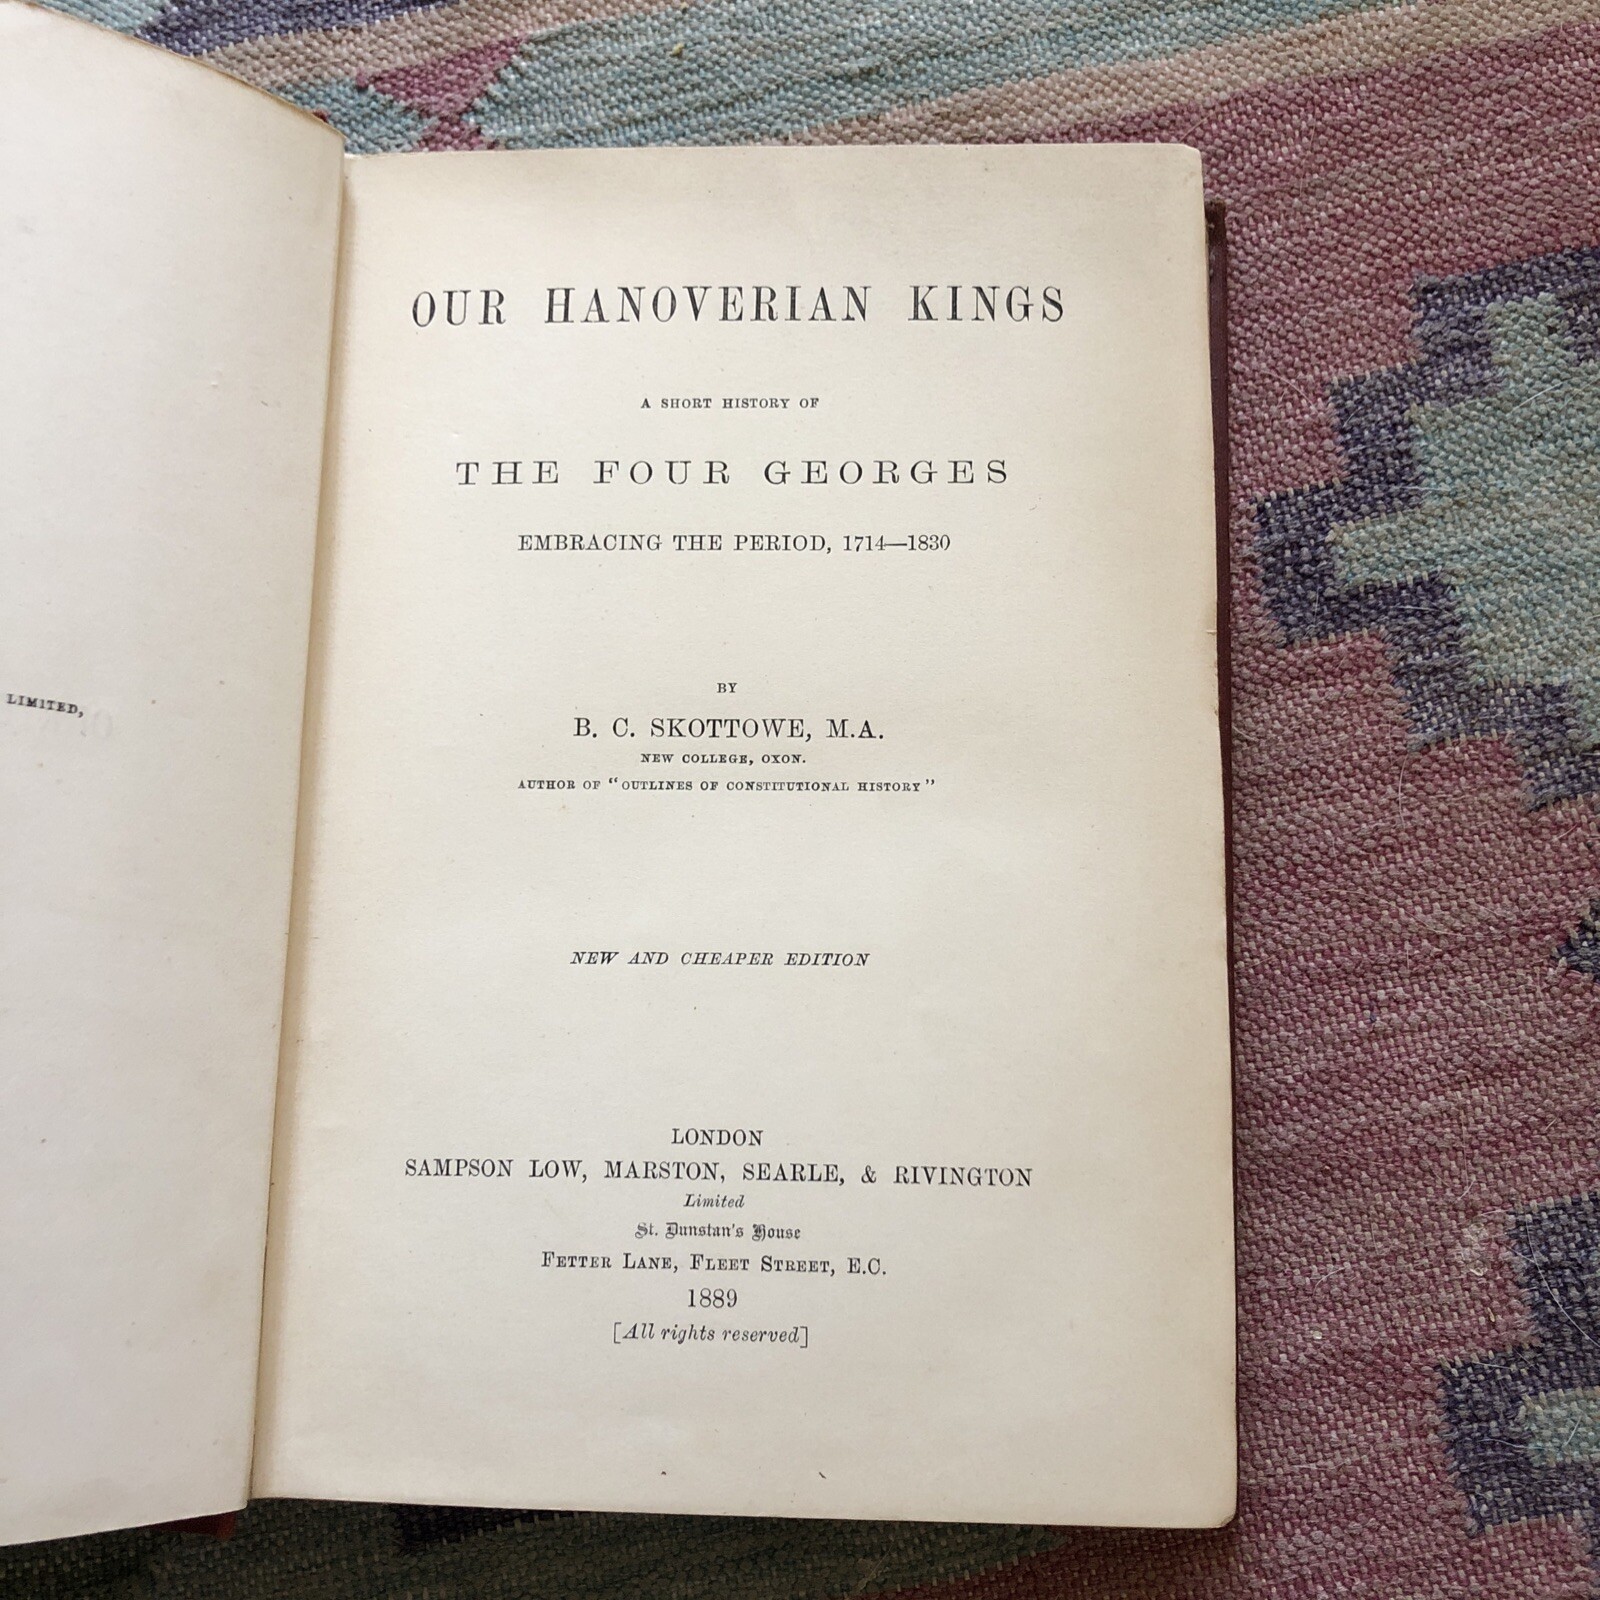 LIMITED,
OUR HANOVERIAN KINGS
A SHORT HISTORY OF
THE FOUR GEORGES
EMBRACING THE PERIOD, 1714—1830
BY
B. C. SKOTTOWE, M.A.
NEW COLLEGE, OXON.
AUTHOR OF "OUTLINES OF CONSTITUTIONAL HISTORY"
NEW AND CHEAPER EDITION
LONDON
SAMPSON LOW, MARSTON, SEARLE, & RIVINGTON
Limited
St. Dunstan's House
FETTER LANE, FLEET STREET, E.C.
1889
[All rights reserved]